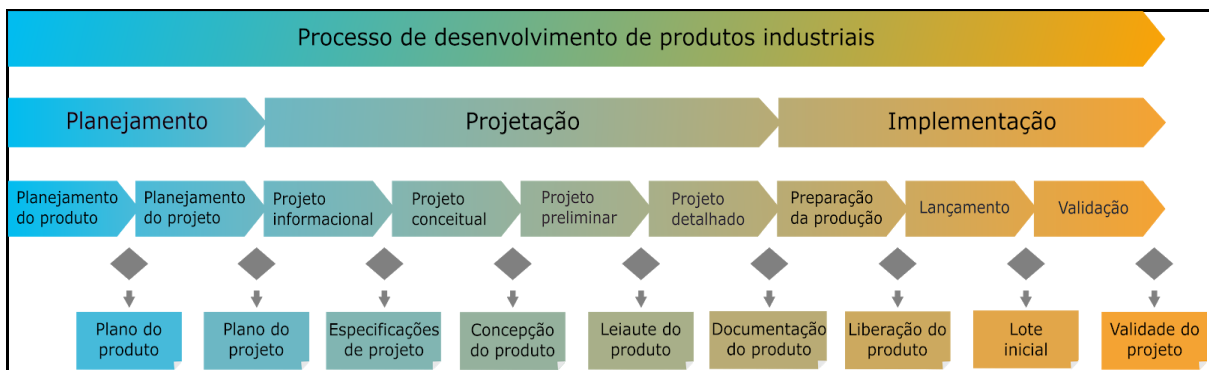 Processo de desenvolvimento de produtos industriais
Planejamento
Projetação
Implementação
Planejamento
do produto
Planejamento
do projeto
Projeto
informacional
Projeto
conceitual
Projeto
preliminar
Projeto
detalhado
Preparação
da produção
Lançamento
Validação
Plano do
produto
Plano do
projeto
Especificações
de projeto
Concepção
do produto
Leiaute do
produto
Documentação
do produto
Liberação do
produto
Lote
inicial
Validade do
projeto